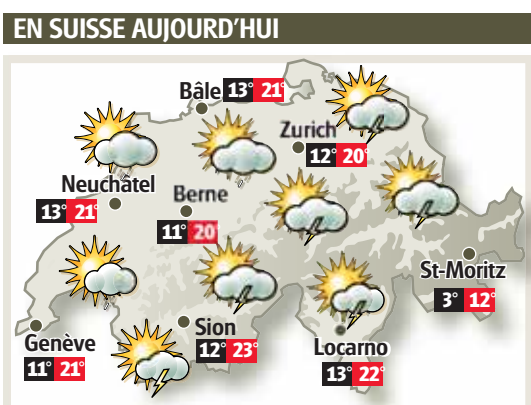 EN SUISSE AUJOURD'HUI
Bâle 13° 21°
Zurich
12° 20°
Neuchâtel
13° 21°
Berne
11° 20°
St-Moritz
3° 12°
Genève
11° 21°
Sion
12° 23°
Locarno
13° 22°